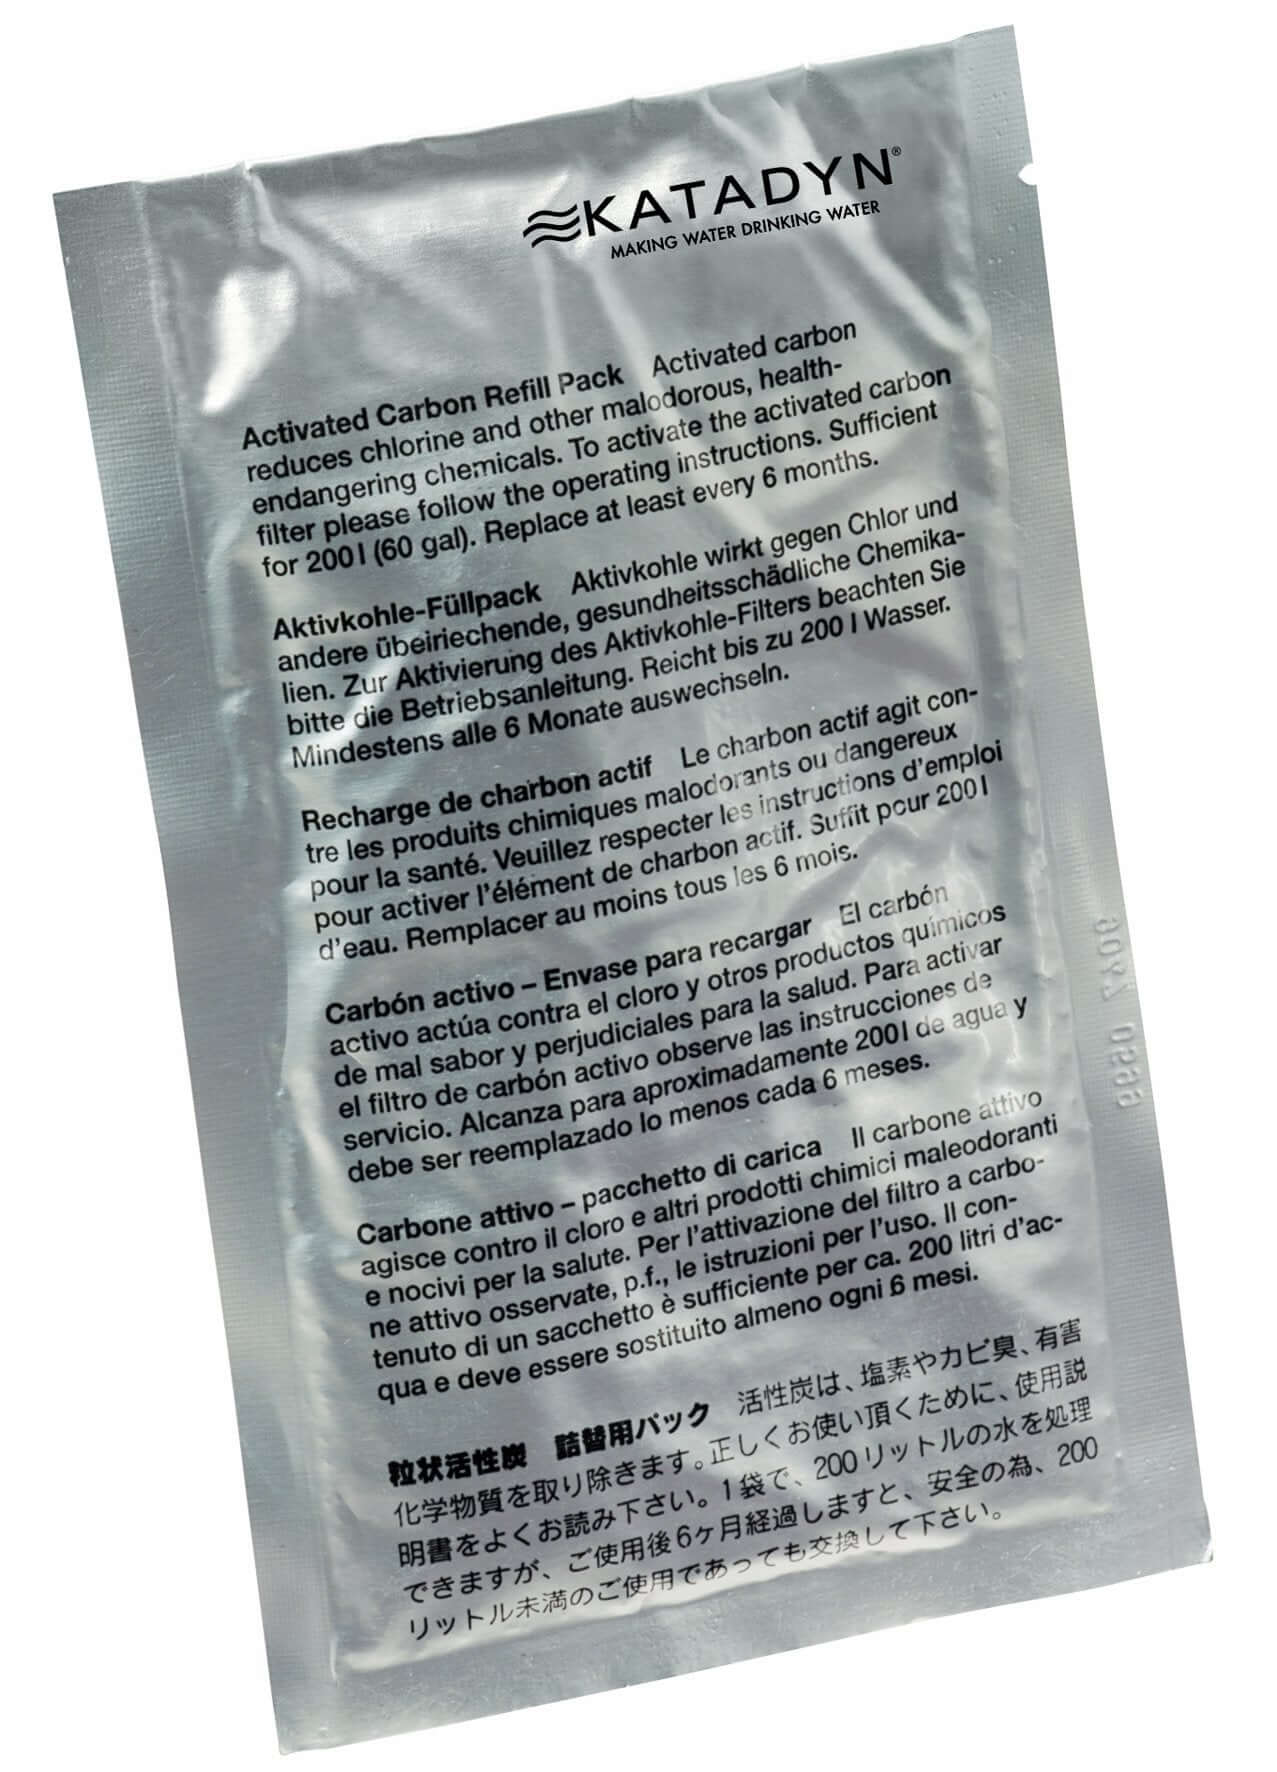 KATADYN®
MAKING WATER DRINKING WATER
Activated Carbon Refill Pack Activated carbon
reduces chlorine and other malodorous, health-
endangering chemicals. To activate the activated carbon
filter please follow the operating instructions. Sufficient
for 200 l (60 gal). Replace at least every 6 months.
Aktivkohle-Füllpack Aktivkohle wirkt gegen Chlor und
andere übelriechende, gesundheitsschädliche Chemika-
lien. Zur Aktivierung des Aktivkohle-Filters beachten Sie
bitte die Betriebsanleitung. Reicht bis zu 200 l Wasser.
Mindestens alle 6 Monate auswechseln.
Recharge de charbon actif Le charbon actif agit con-
tre les produits chimiques malodorants ou dangereux
pour la santé. Veuillez respecter les instructions d'emploi
pour activer l'élément de charbon actif. Suffit pour 200 l
d'eau. Remplacer au moins tous les 6 mois.
Carbón activo – Envase para recargar El carbón
activo actúa contra el cloro y otros productos químicos
de mal sabor y perjudiciales para la salud. Para activar
el filtro de carbón activo observe las instrucciones de
servicio. Alcanza para aproximadamente 200 l de agua y
debe ser reemplazado lo menos cada 6 meses.
Carbone attivo – pacchetto di carica Il carbone attivo
agisce contro il cloro e altri prodotti chimici maleodoranti
e nocivi per la salute. Per l'attivazione del filtro a carbo-
ne attivo osservate, p.f., le istruzioni per l'uso. Il con-
tenuto di un sacchetto è sufficiente per ca. 200 litri d'ac-
qua e deve essere sostituito almeno ogni 6 mesi.
粒状活性炭 詰替用パック 活性炭は、塩素やカビ臭、有害
化学物質を取り除きます。正しくお使い頂くために、使用説
明書をよくお読み下さい。1袋で、200リットルの水を処理
できますが、ご使用後6ヶ月経過しますと、安全の為、200
リットル未満のご使用であっても交換して下さい。